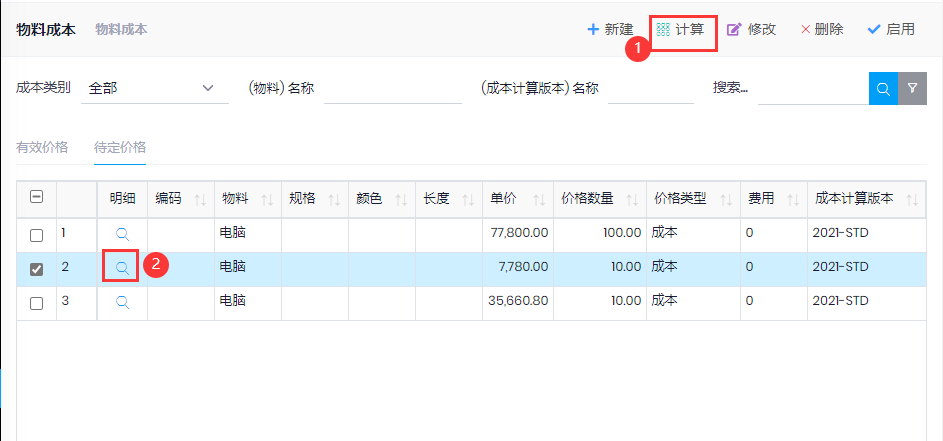 物料成本 物料成本 新建 计算 修改 删除 启用
1
成本类别 全部 (物料) 名称 (成本计算版本) 名称 搜索...
有效价格 待定价格
明细 编码 物料 规格 颜色 长度 单价 价格数量 价格类型 费用 成本计算版本
1 电脑 77,800.00 100.00 成本 0 2021-STD
2 2 电脑 7,780.00 10.00 成本 0 2021-STD
3 电脑 35,660.80 10.00 成本 0 2021-STD